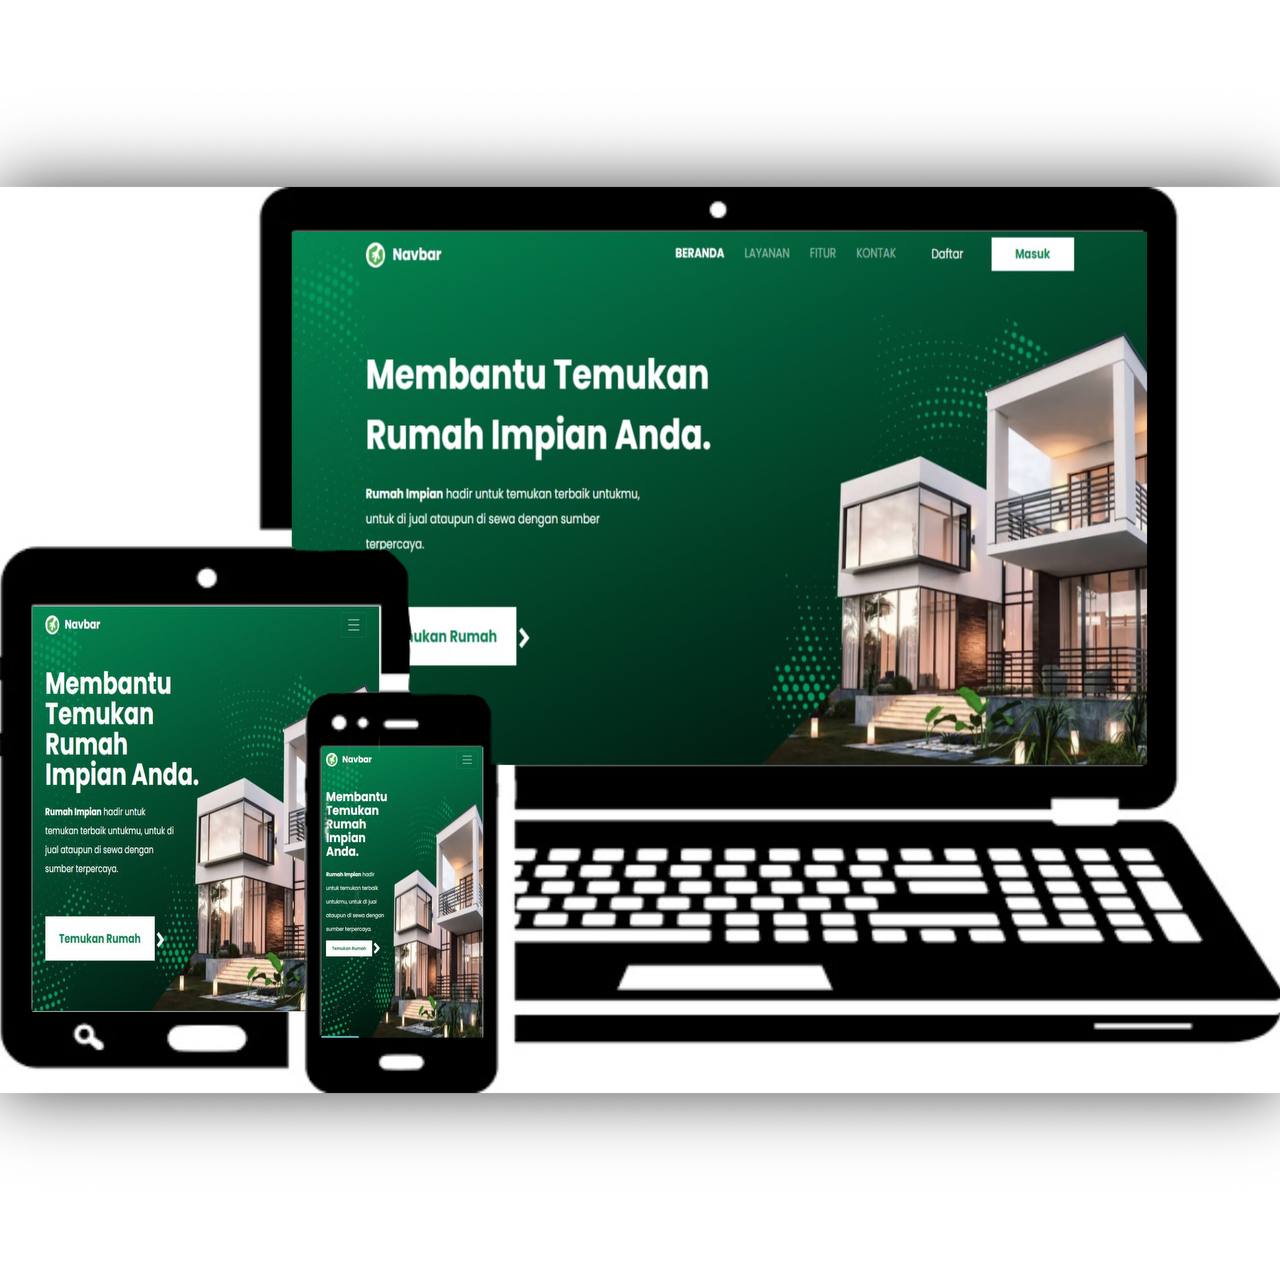 Navbar
BERANDA LAYANAN FITUR KONTAK Daftar Masuk
Membantu Temukan
Rumah Impian Anda.
Rumah Impian hadir untuk temukan terbaik untukmu,
untuk di jual ataupun di sewa dengan sumber
terpercaya.
ukan Rumah
Navbar
Membantu
Temukan
Rumah
Impian Anda.
Rumah Impian hadir untuk
temukan terbaik untukmu, untuk di
jual ataupun di sewa dengan
sumber terpercaya.
Temukan Rumah
Navbar
Membantu
Temukan
Rumah
Impian
Anda.
Rumah Impian hadir
untuk temukan terbaik
untukmu, untuk di jual
ataupun di sewa dengan
sumber terpercaya.
Temukan Rumah